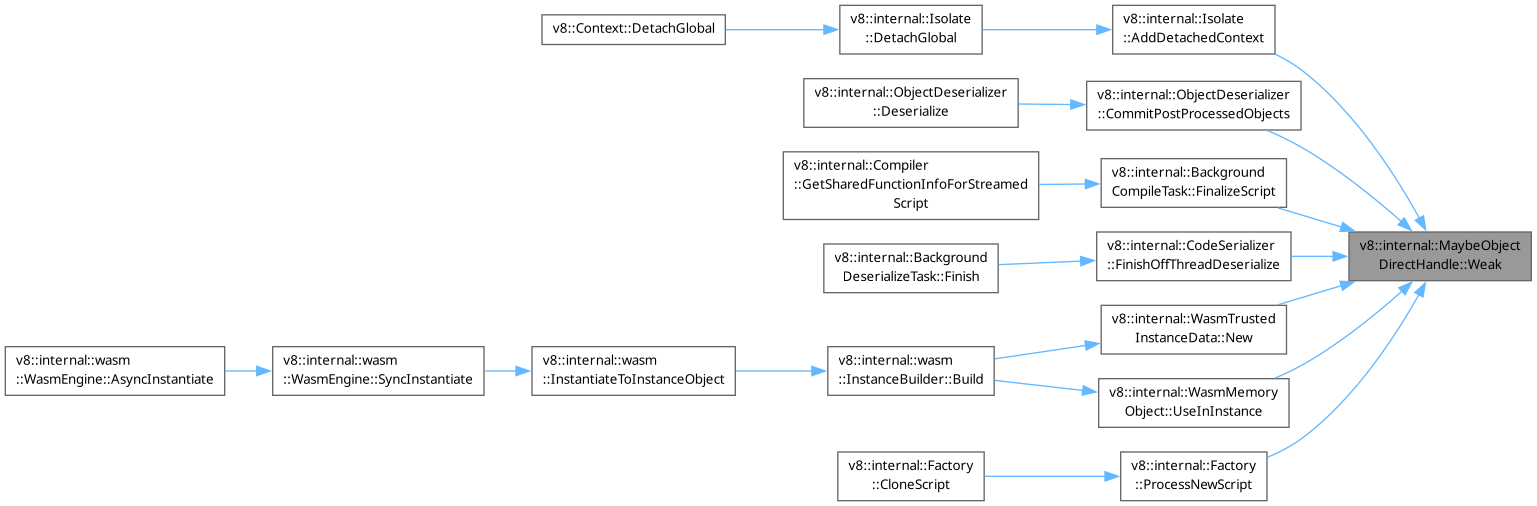 v8::Context::DetachGlobal
v8::internal::Isolate
::DetachGlobal
v8::internal::Isolate
::AddDetachedContext
v8::internal::ObjectDeserializer
::Deserialize
v8::internal::ObjectDeserializer
::CommitPostProcessedObjects
v8::internal::Compiler
::GetSharedFunctionInfoForStreamed
Script
v8::internal::Background
CompileTask::FinalizeScript
v8::internal::MaybeObject
DirectHandle::Weak
v8::internal::Background
DeserializeTask::Finish
v8::internal::CodeSerializer
::FinishOffThreadDeserialize
v8::internal::WasmTrusted
InstanceData::New
v8::internal::wasm
::WasmEngine::AsyncInstantiate
v8::internal::wasm
::WasmEngine::SyncInstantiate
v8::internal::wasm
::InstantiateToInstanceObject
v8::internal::wasm
::InstanceBuilder::Build
v8::internal::WasmMemory
Object::UseInInstance
v8::internal::Factory
::CloneScript
v8::internal::Factory
::ProcessNewScript